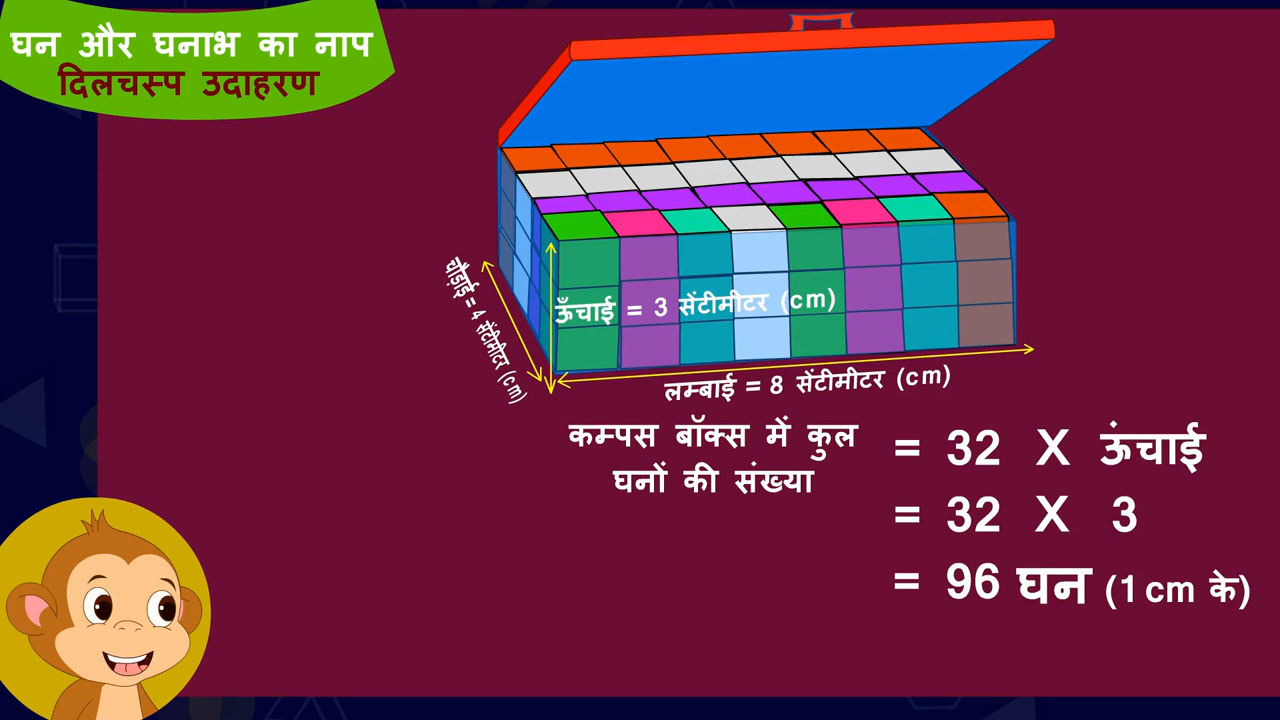 घन और घनाभ का नाप
दिलचस्प उदाहरण
ऊँचाई = 3 सेंटीमीटर (cm)
चौड़ाई = 4 सेंटीमीटर (cm)
लम्बाई = 8 सेंटीमीटर (cm)
कम्पस बॉक्स में कुल
घनों की संख्या
= 32 X ऊंचाई
= 32 X 3
= 96 घन (1 cm के)